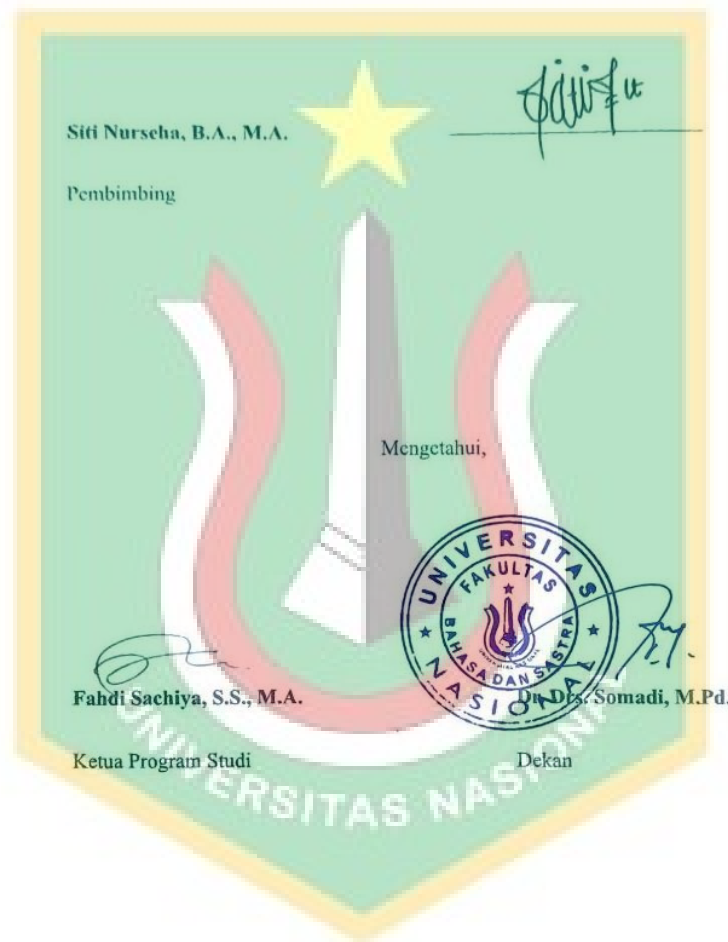 Siti Nurseha, B.A., M.A.
Pembimbing
Mengetahui,
UNIVERSITAS NASIONAL
FAKULTAS
BAHASA DAN SASTRA
Fahdi Sachiya, S.S., M.A.
Dr. Drs. Somadi, M.Pd.
Ketua Program Studi
Dekan
UNIVERSITAS NASIONAL